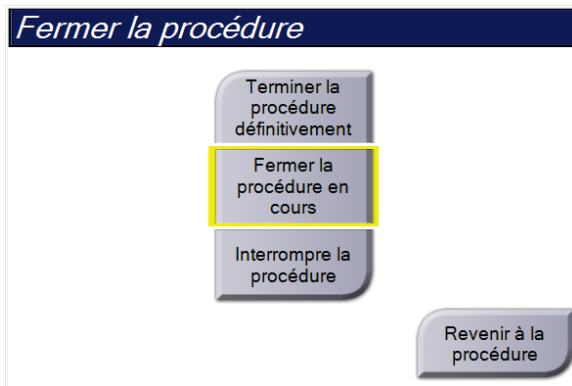 Fermer la procédure
Terminer la
procédure
définitivement
Fermer la
procédure en
cours
Interrompre la
procédure
Revenir à la
procédure